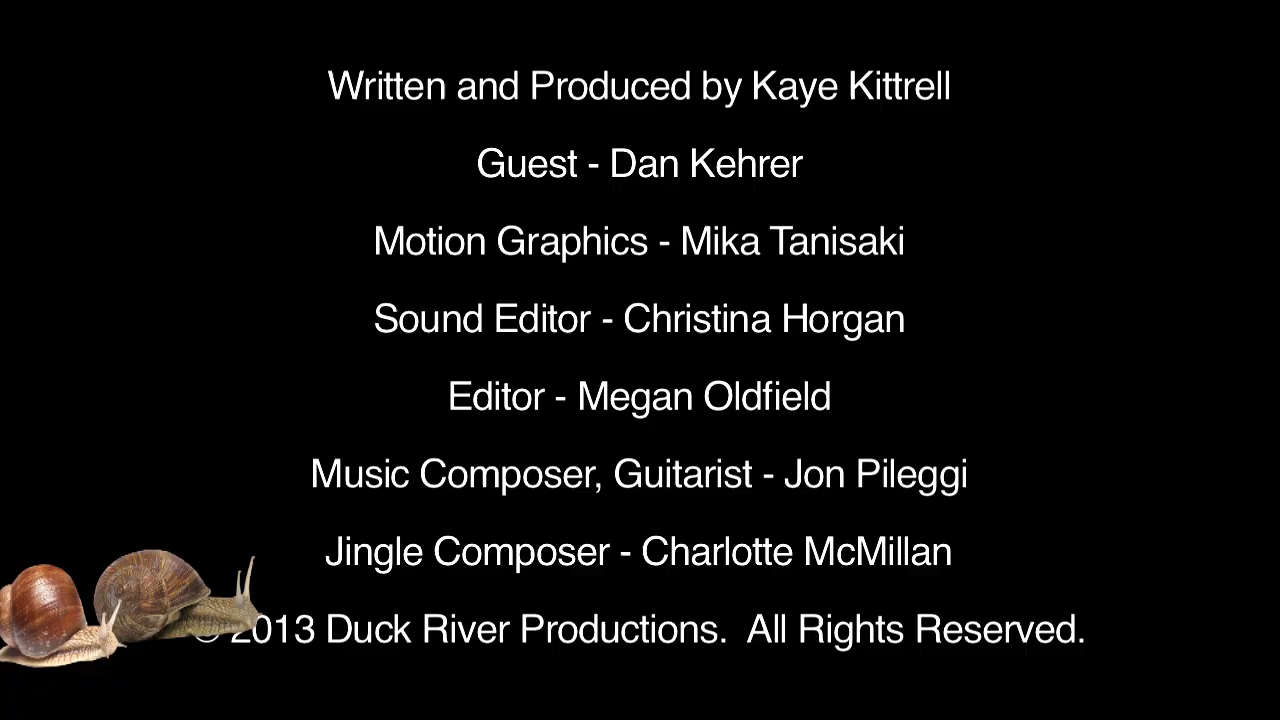 Written and Produced by Kaye Kittrell
Guest - Dan Kehrer
Motion Graphics - Mika Tanisaki
Sound Editor - Christina Horgan
Editor - Megan Oldfield
Music Composer, Guitarist - Jon Pileggi
Jingle Composer - Charlotte McMillan
© 2013 Duck River Productions.  All Rights Reserved.